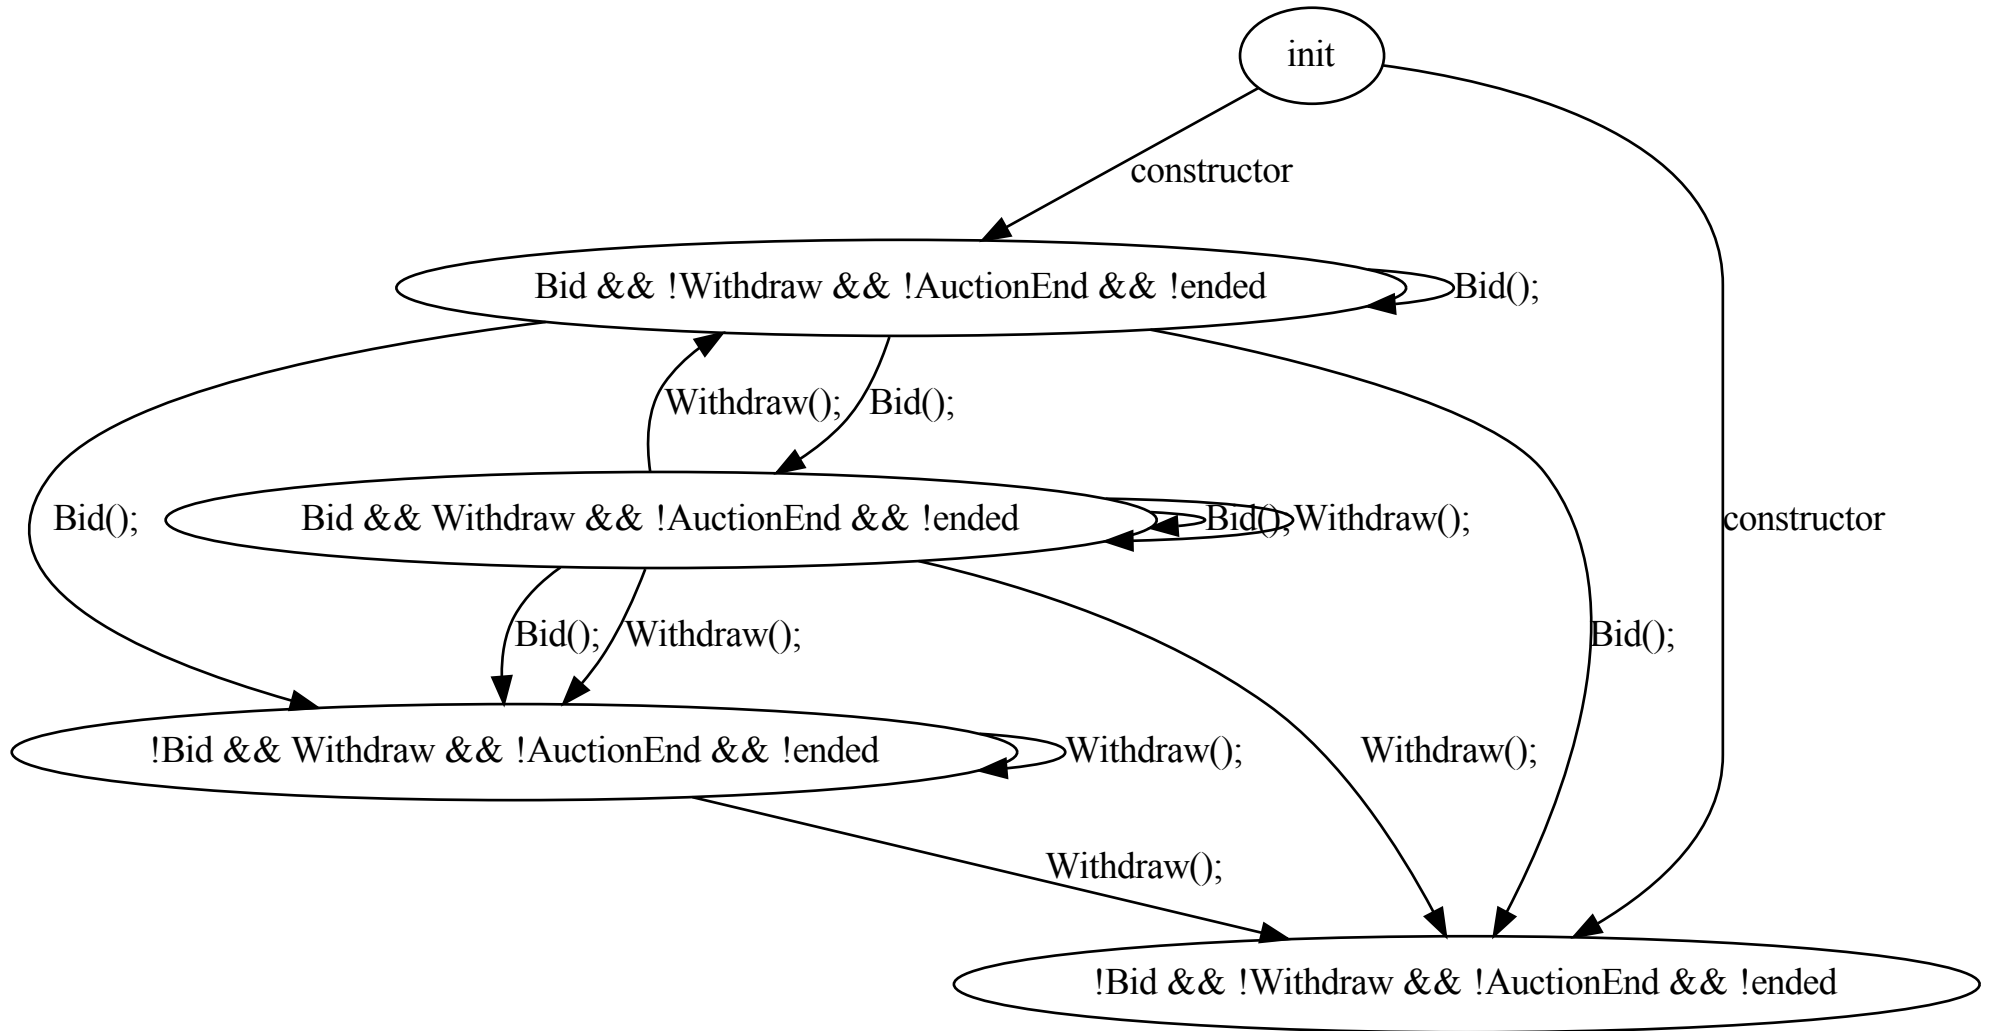 init
constructor
Bid && !Withdraw && !AuctionEnd && !ended
Bid();
Withdraw();
Bid();
Bid();
Bid && Withdraw && !AuctionEnd && !ended
Bid();
Withdraw();
constructor
Bid();
Withdraw();
Bid();
!Bid && Withdraw && !AuctionEnd && !ended
Withdraw();
Withdraw();
Withdraw();
!Bid && !Withdraw && !AuctionEnd && !ended